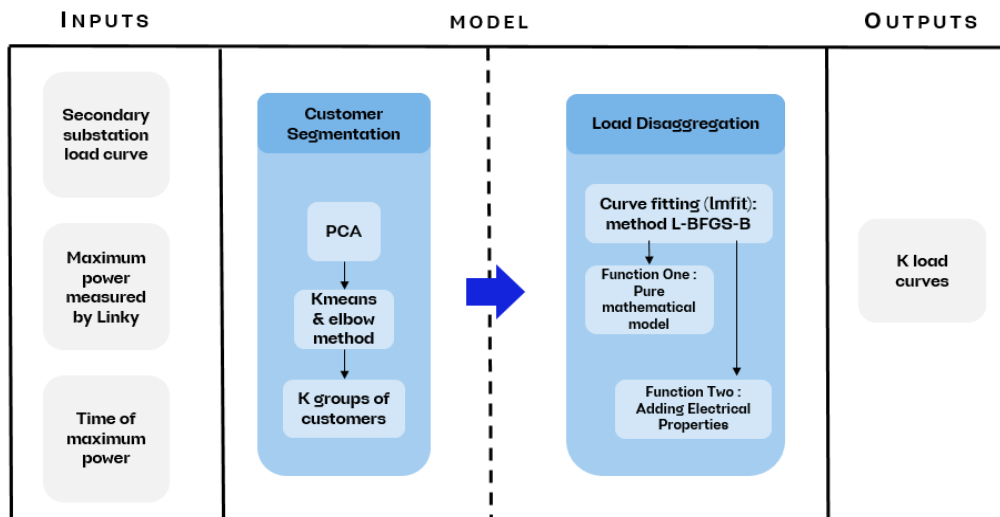 INPUTS
MODEL
OUTPUTS
Secondary
substation
load curve
Maximum
power
measured
by Linky
Time of
maximum
power
Customer
Segmentation
PCA
Kmeans
& elbow
method
K groups of
customers
Load Disaggregation
Curve fitting (lmfit):
method L-BFGS-B
Function One :
Pure
mathematical
model
Function Two :
Adding Electrical
Properties
K load
curves